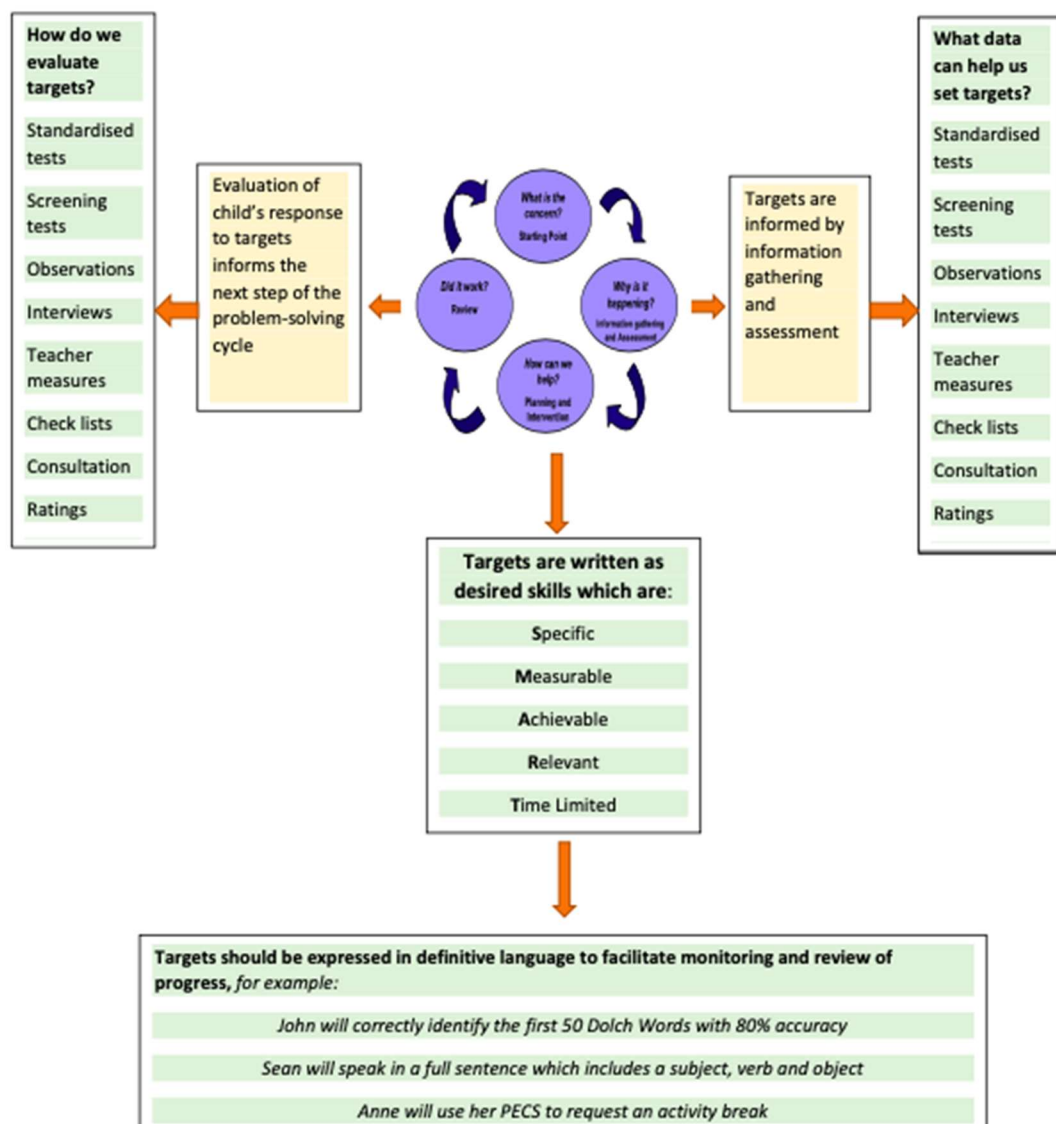 How do we
evaluate
targets?
Standardised
tests
Screening
tests
Observations
Interviews
Teacher
measures
Check lists
Consultation
Ratings
Evaluation of
child's response
to targets
informs the
next step of the
problem-solving
cycle
What is the
concern?
Starting Point
Did it work?
Review
Why is it
happening?
Information gathering
and Assessment
How can we
help?
Planning and
Intervention
Targets are
informed by
information
gathering
and
assessment
What data
can help us
set targets?
Standardised
tests
Screening
tests
Observations
Interviews
Teacher
measures
Check lists
Consultation
Ratings
Targets are written as
desired skills which are:
Specific
Measurable
Achievable
Relevant
Time Limited
Targets should be expressed in definitive language to facilitate monitoring and review of
progress, for example:
John will correctly identify the first 50 Dolch Words with 80% accuracy
Sean will speak in a full sentence which includes a subject, verb and object
Anne will use her PECS to request an activity break